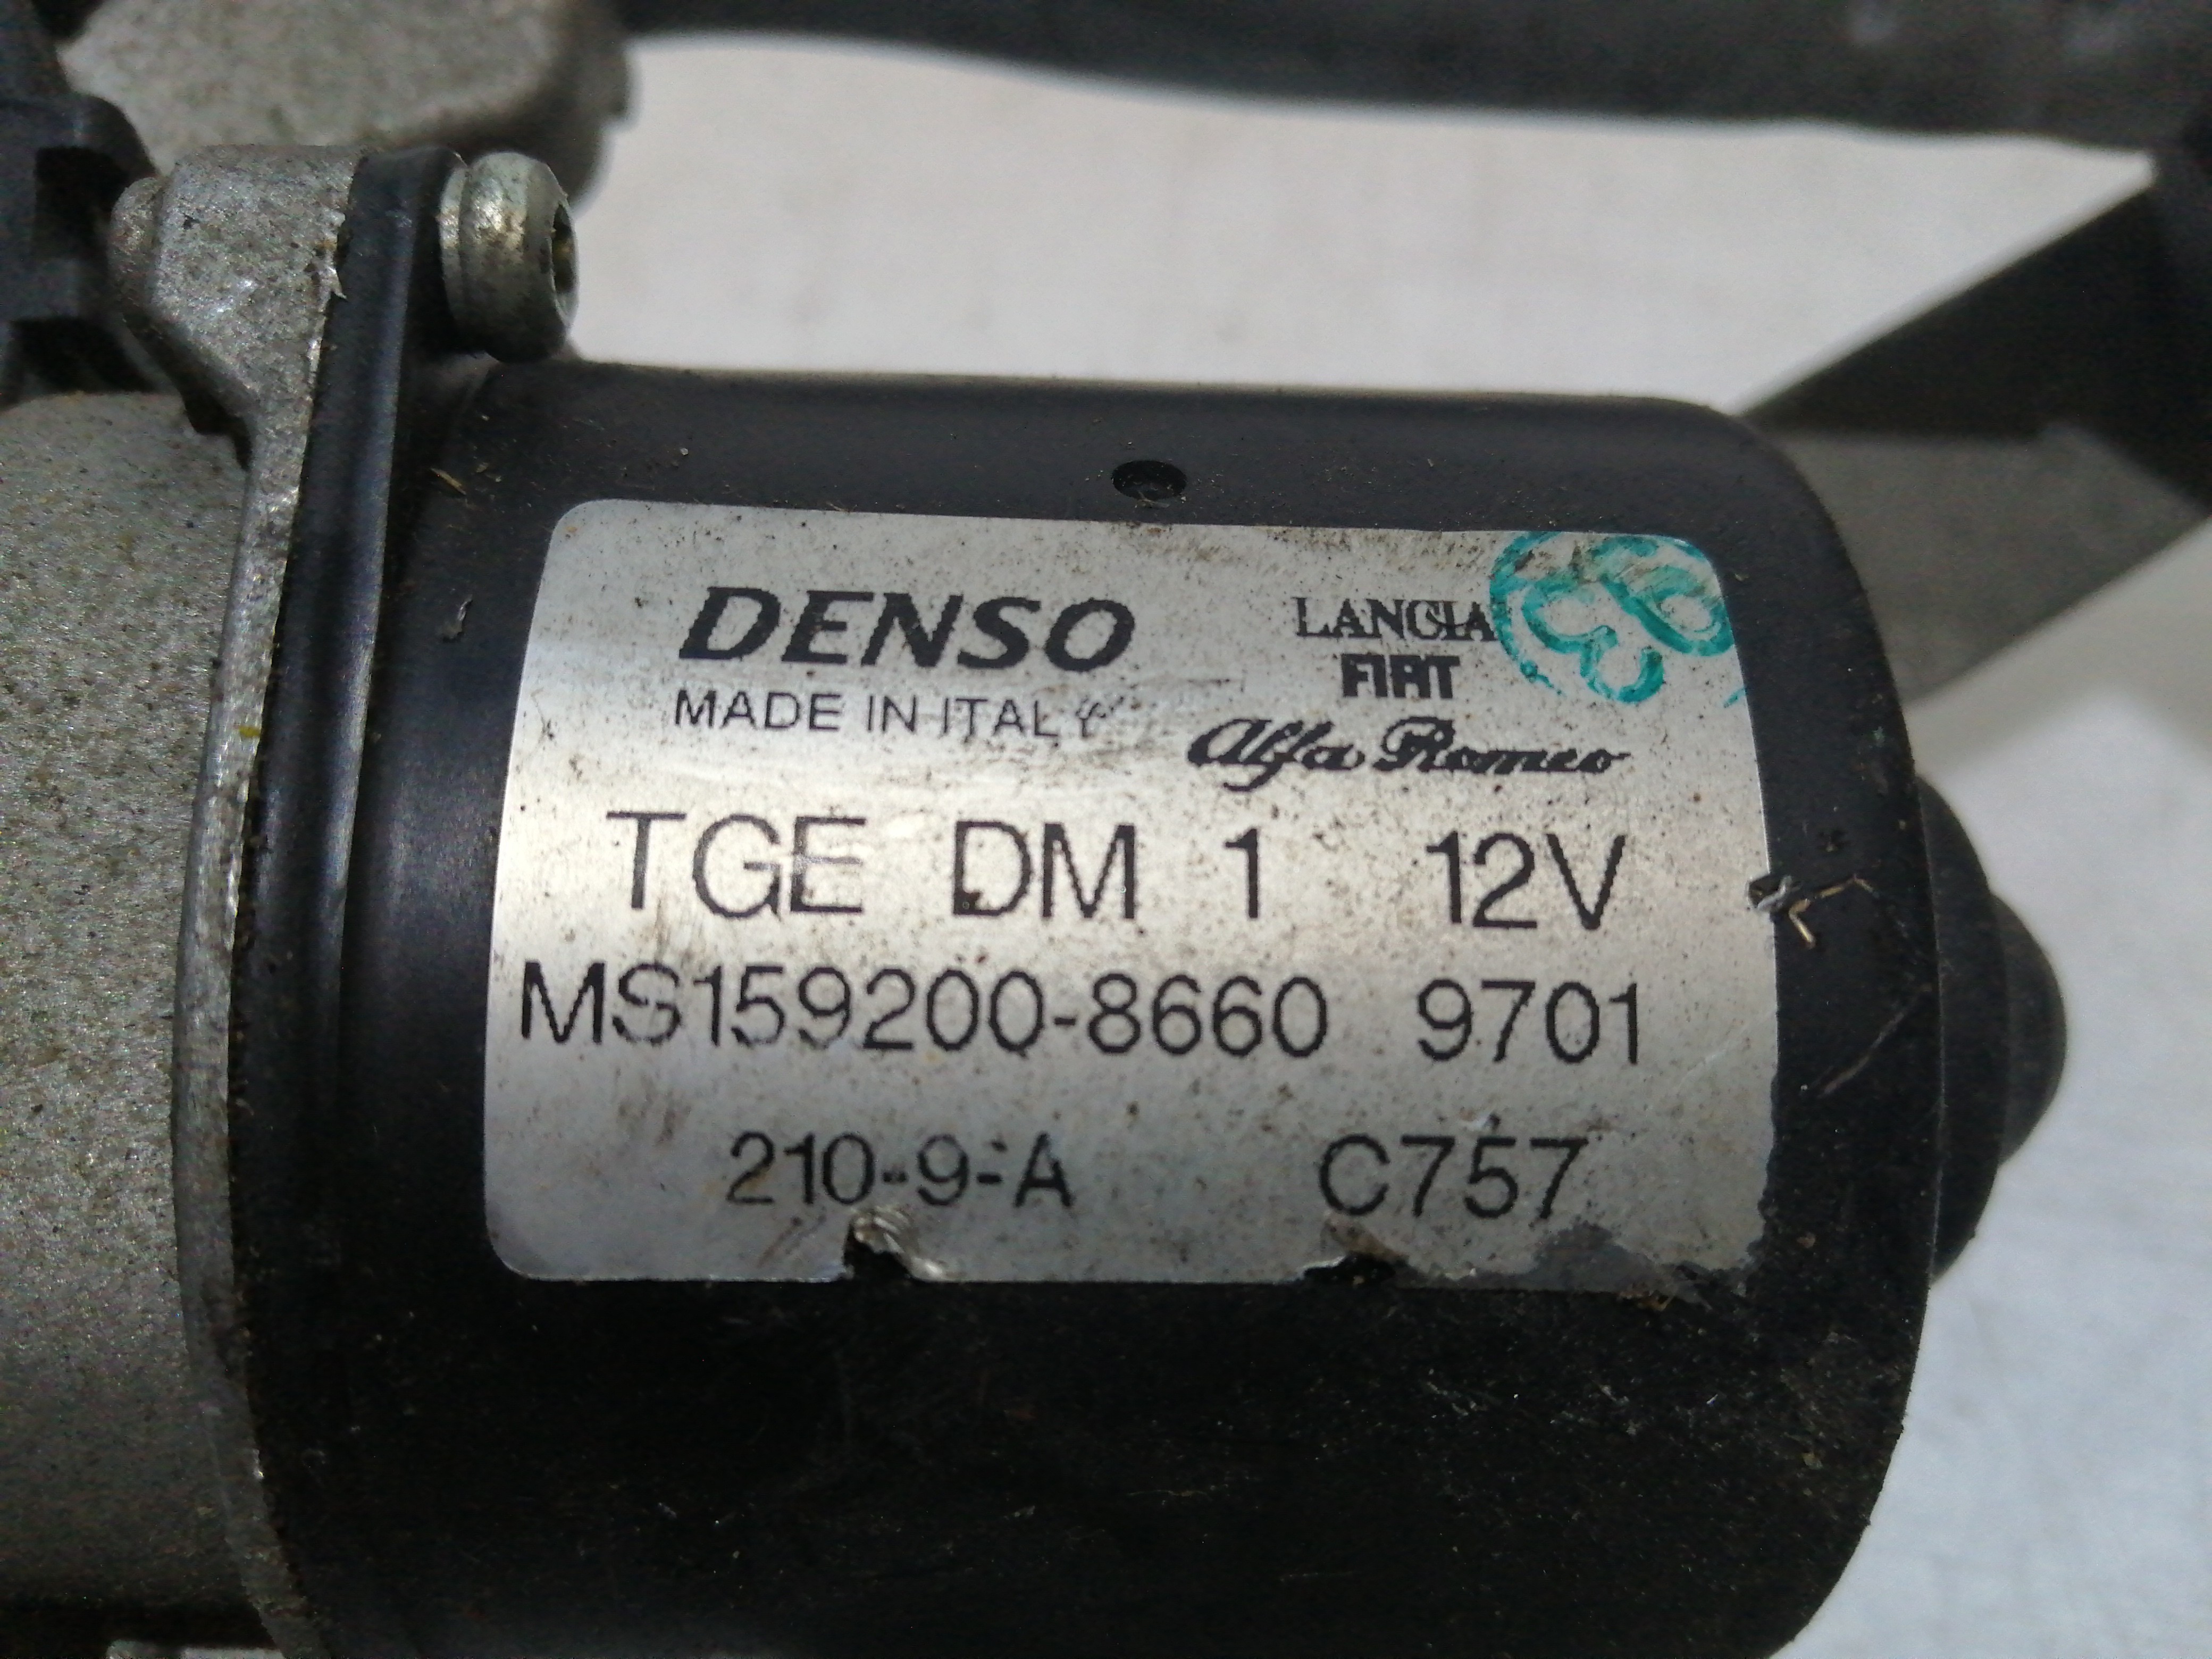 DENSO
MADE IN ITALY
LANCIA
FIAT
Alfa Romeo
TGE DM 1 12V
MS159200-8660 9701
210-9-A C757